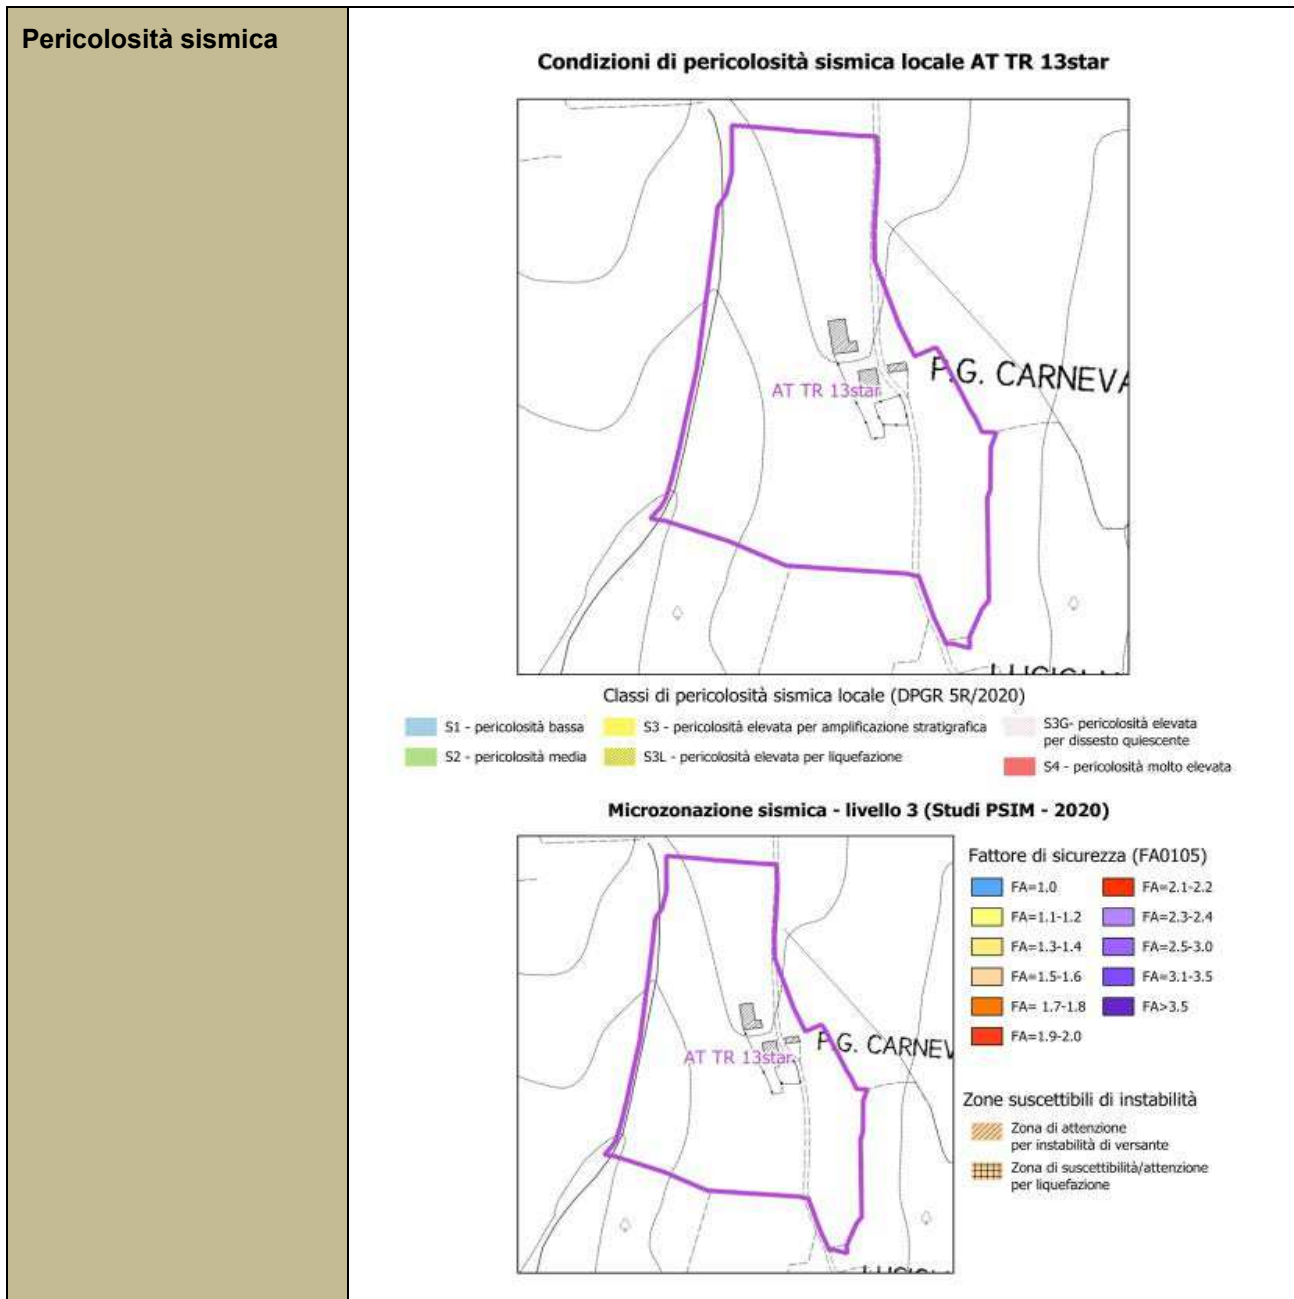 Pericolosità sismica
Condizioni di pericolosità sismica locale AT TR 13star
P.G. CARNEVA
AT TR 13star
Classi di pericolosità sismica locale (DPGR 5R/2020)
S1 - pericolosità bassa
S2 - pericolosità media
S3 - pericolosità elevata per amplificazione stratigrafica
S3L - pericolosità elevata per liquefazione
S3G- pericolosità elevata
per dissesto quiescente
S4 - pericolosità molto elevata
Microzonazione sismica - livello 3 (Studi PSIM - 2020)
P.G. CARNEV
AT TR 13star
Fattore di sicurezza (FA0105)
FA=1.0
FA=1.1-1.2
FA=1.3-1.4
FA=1.5-1.6
FA= 1.7-1.8
FA=1.9-2.0
FA=2.1-2.2
FA=2.3-2.4
FA=2.5-3.0
FA=3.1-3.5
FA>3.5
Zone suscettibili di instabilità
Zona di attenzione
per instabilità di versante
Zona di suscettibilità/attenzione
per liquefazione